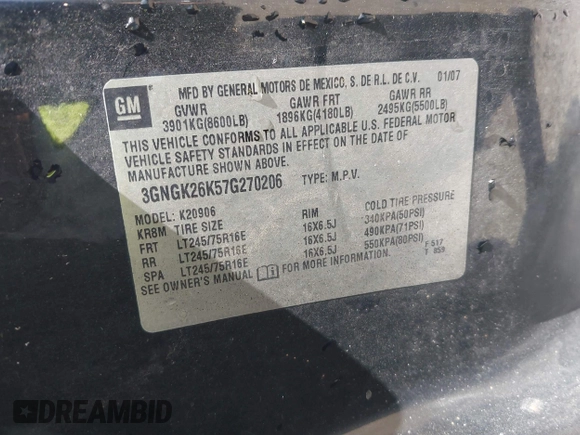 GM
MFD BY GENERAL MOTORS DE MEXICO, S. DE R.L. DE C.V. 01/07
GVWR GAWR FRT GAWR RR
3901KG(8600LB) 1896KG(4180LB) 2495KG(5500LB)
THIS VEHICLE CONFORMS TO ALL APPLICABLE U.S. FEDERAL MOTOR
VEHICLE SAFETY STANDARDS IN EFFECT ON THE DATE OF
MANUFACTURE SHOWN ABOVE.
3GNGK26K57G270206 TYPE: M.P.V.
MODEL: K20906
KR8M TIRE SIZE RIM COLD TIRE PRESSURE
FRT LT245/75R16E 16X6.5J 340KPA(50PSI)
RR LT245/75R16E 16X6.5J 490KPA(71PSI)
SPA LT245/75R16E 16X6.5J 550KPA(80PSI)
SEE OWNER'S MANUAL FOR MORE INFORMATION.
F 517
T 059
DREAMBID